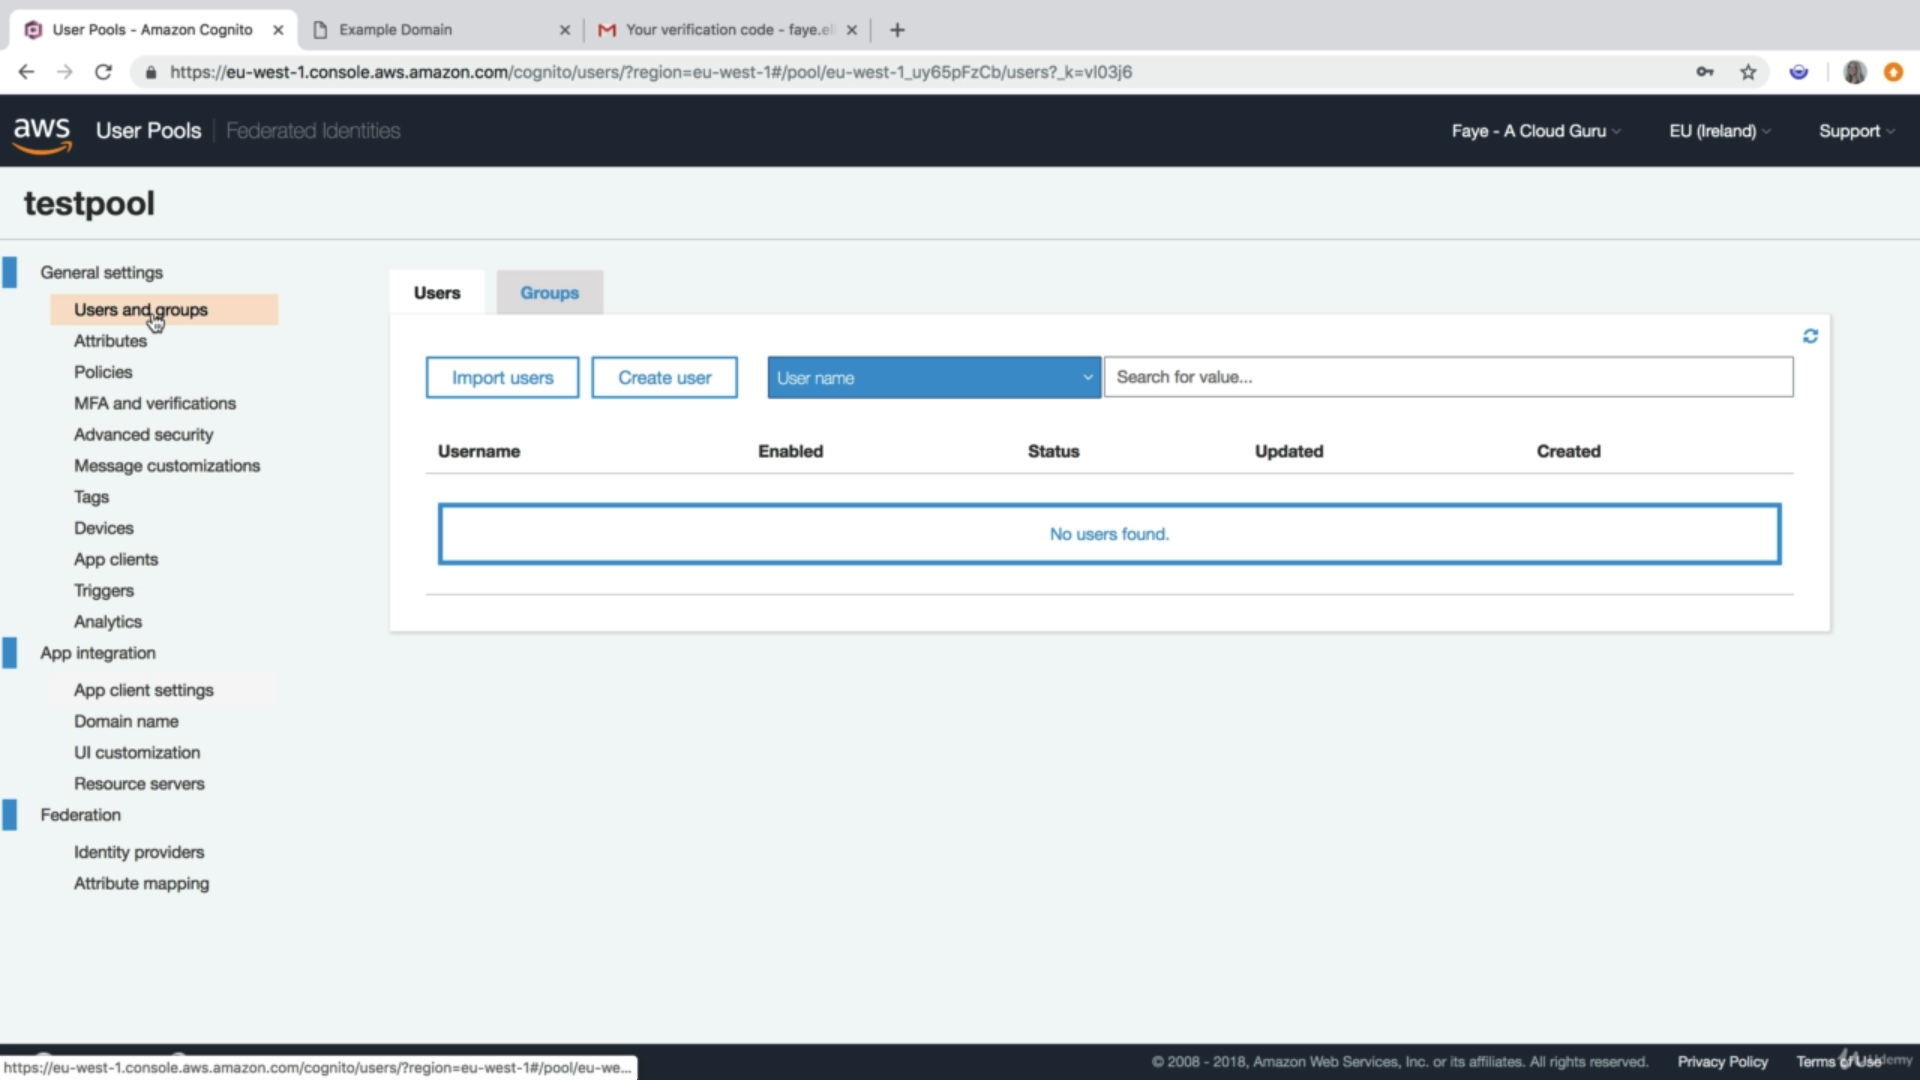 User Pools - Amazon Cognito
Example Domain
Your verification code - faye.el
https://eu-west-1.console.aws.amazon.com/cognito/users/?region=eu-west-1#/pool/eu-west-1_uy65pFzCb/users?_k=vl03j6
aws User Pools Federated Identities
Faye - A Cloud Guru
EU (Ireland)
Support
testpool
General settings
Users and groups
Attributes
Policies
MFA and verifications
Advanced security
Message customizations
Tags
Devices
App clients
Triggers
Analytics
App integration
App client settings
Domain name
UI customization
Resource servers
Federation
Identity providers
Attribute mapping
Users Groups
Import users Create user User name Search for value...
Username Enabled Status Updated Created
No users found.
https://eu-west-1.console.aws.amazon.com/cognito/users/?region=eu-west-1#/pool/eu-we...
© 2008 - 2018, Amazon Web Services, Inc. or its affiliates. All rights reserved. Privacy Policy Terms of Use